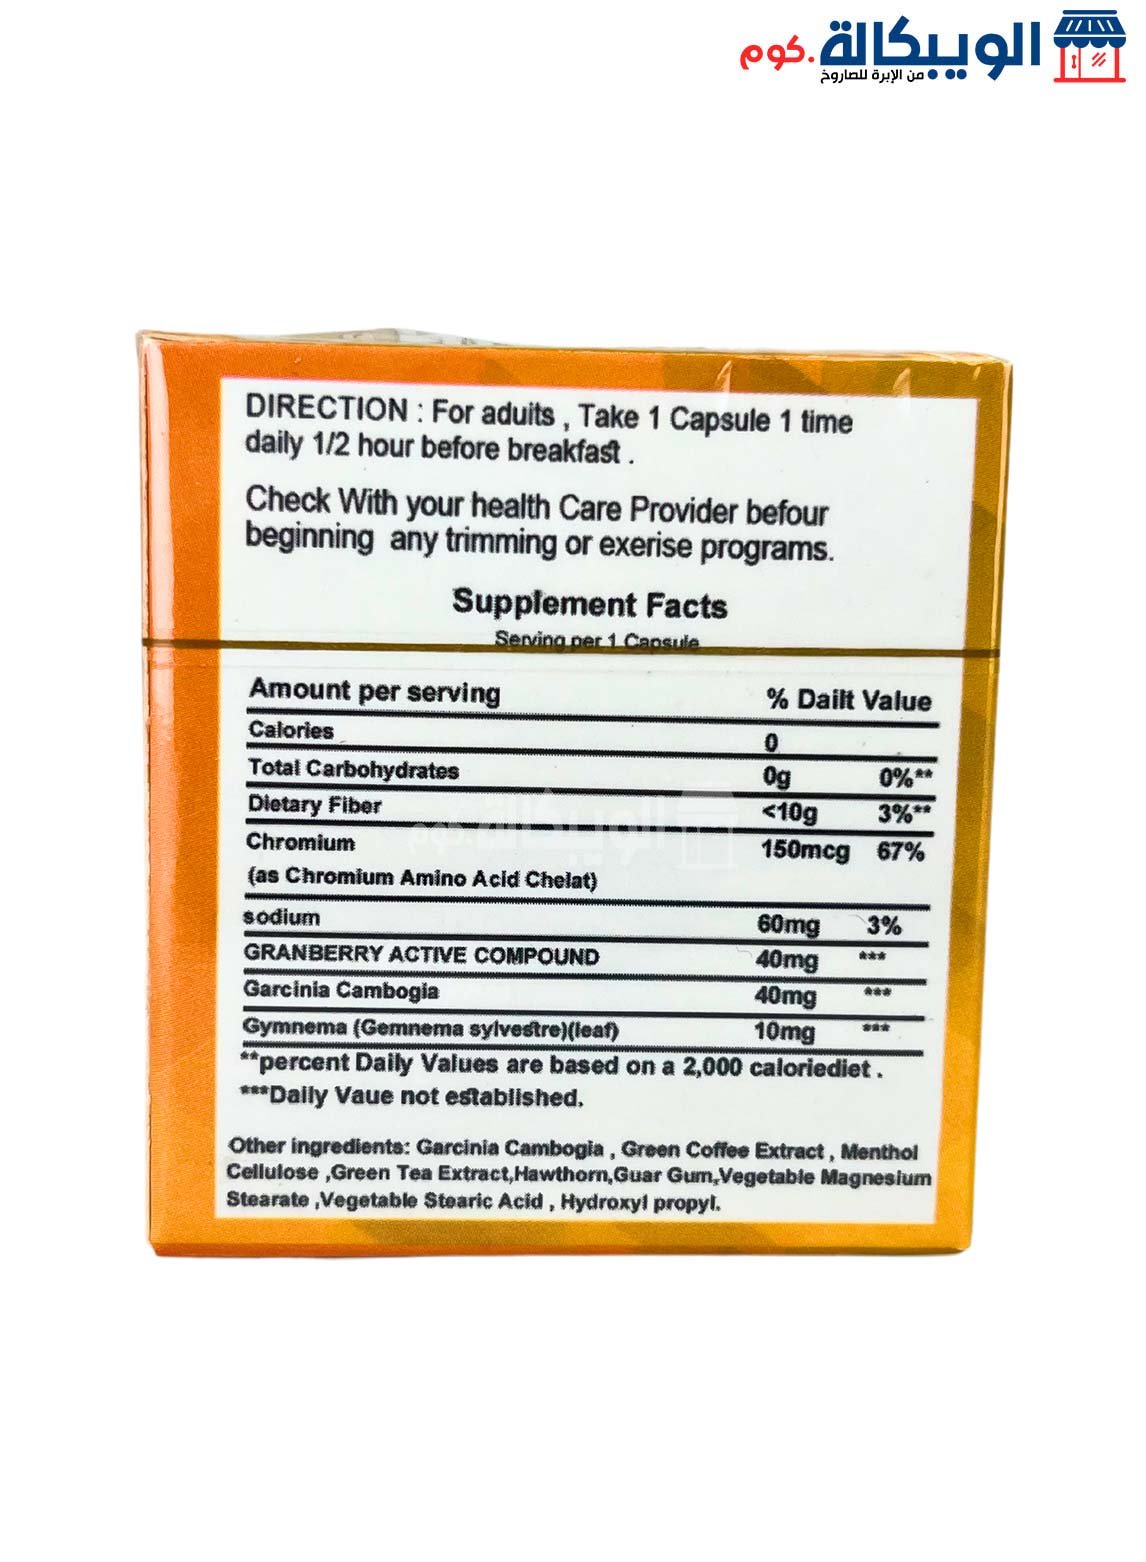 الويبكالة.كوم
من الإبرة للصاروخ
DIRECTION : For aduits , Take 1 Capsule 1 time
daily 1/2 hour before breakfast .
Check With your health Care Provider befour
beginning any trimming or exerise programs.
Supplement Facts
Serving per 1 Capsule
Amount per serving % Dailt Value
Calories 0
Total Carbohydrates 0g 0%**
Dietary Fiber <10g 3%**
Chromium 150mcg 67%
(as Chromium Amino Acid Chelat)
sodium 60mg 3%
GRANBERRY ACTIVE COMPOUND 40mg ***
Garcinia Cambogia 40mg ***
Gymnema (Gemnema sylvestre)(leaf) 10mg ***
**percent Daily Values are based on a 2,000 caloriediet .
***Daily Vaue not established.
Other ingredients: Garcinia Cambogia , Green Coffee Extract , Menthol
Cellulose ,Green Tea Extract,Hawthorn,Guar Gum,Vegetable Magnesium
Stearate ,Vegetable Stearic Acid , Hydroxyl propyl.
الويبكالة.كوم